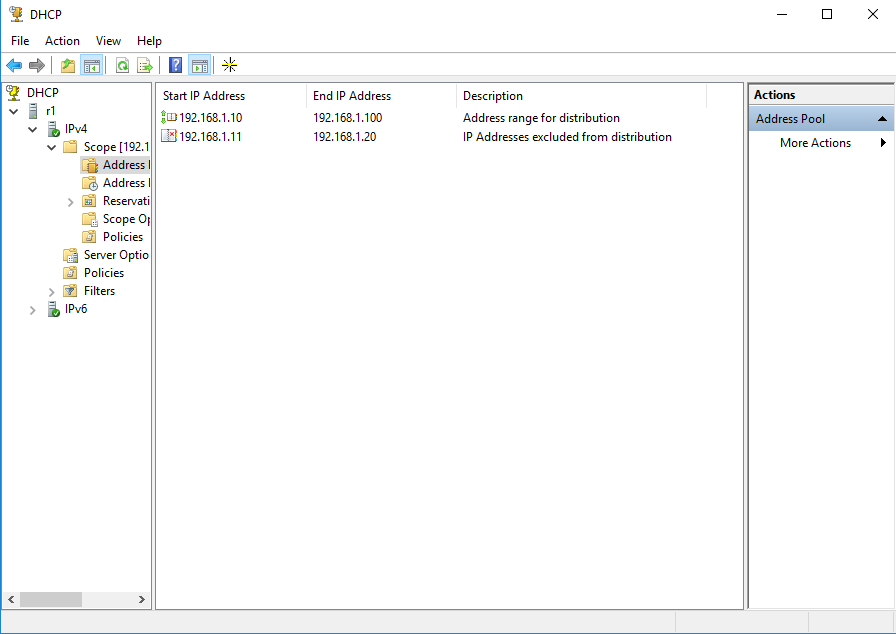 DHCP
File Action View Help
DHCP
r1
IPv4
Scope [192.1
Address
Address
Reservati
Scope Op
Policies
Server Optio
Policies
Filters
IPv6
Start IP Address End IP Address Description
192.168.1.10 192.168.1.100 Address range for distribution
192.168.1.11 192.168.1.20 IP Addresses excluded from distribution
Actions
Address Pool
More Actions